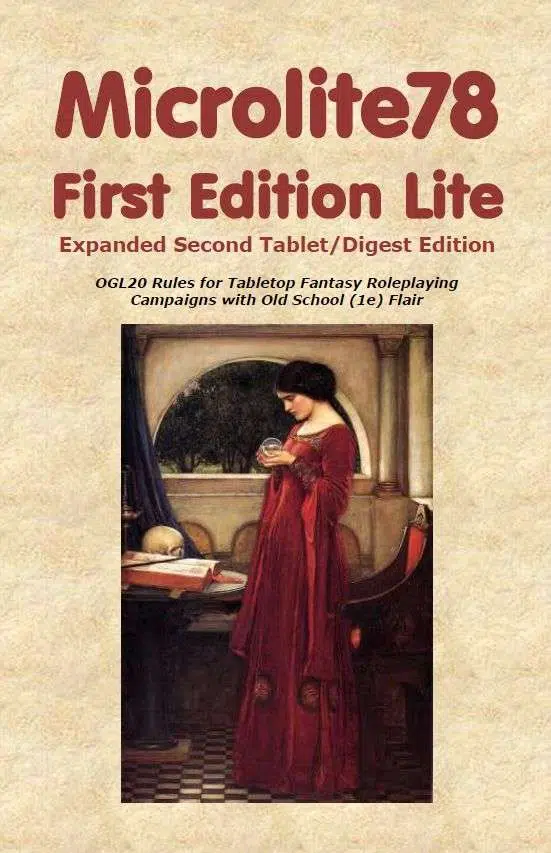 Microlite78
First Edition Lite
Expanded Second Tablet/Digest Edition
OGL20 Rules for Tabletop Fantasy Roleplaying
Campaigns with Old School (1e) Flair